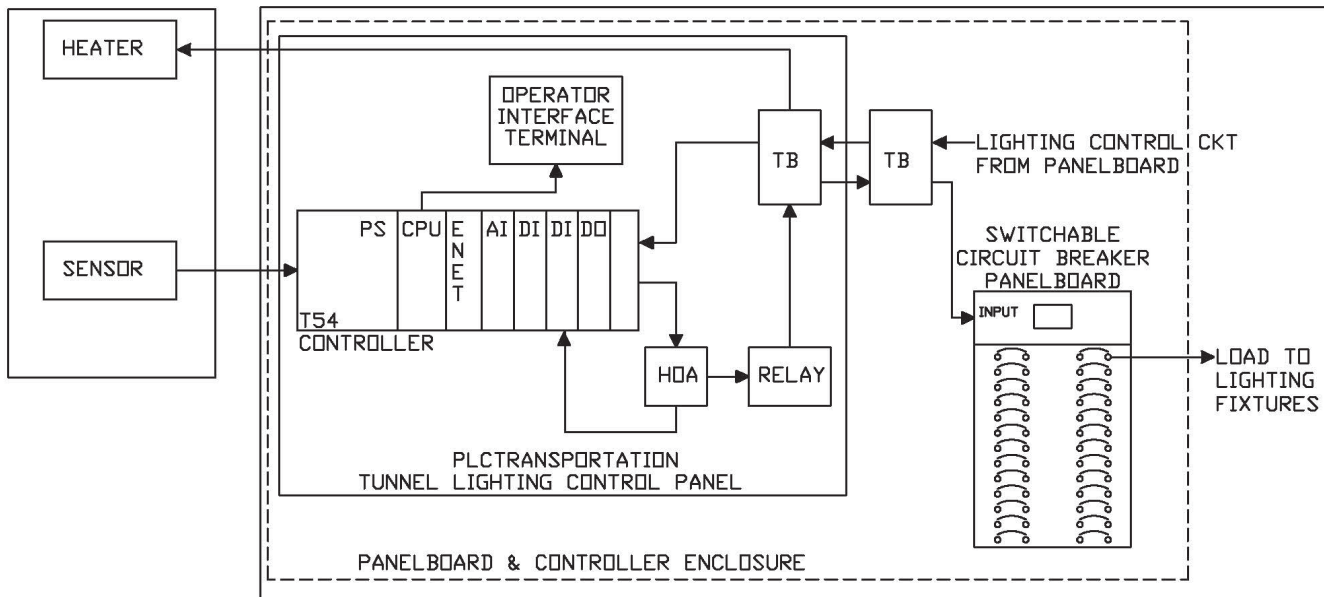 HEATER
OPERATOR
INTERFACE
TERMINAL
TB
TB
LIGHTING CONTROL CKT
FROM PANELBOARD
PS
CPU
ENET
AI
DI
DI
DO
SENSOR
T54
CONTROLLER
SWITCHABLE
CIRCUIT BREAKER
PANELBOARD
INPUT
HOA
RELAY
LOAD TO
LIGHTING
FIXTURES
PLCTRANSPORTATION
TUNNEL LIGHTING CONTROL PANEL
PANELBOARD & CONTROLLER ENCLOSURE